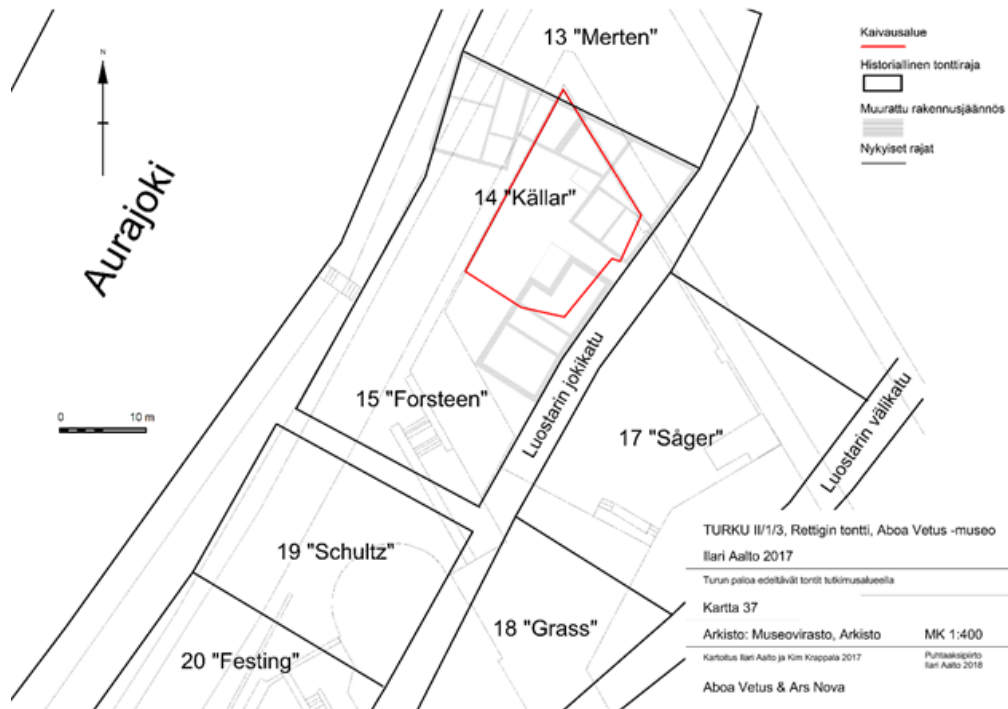 13 "Merten"
Kaivausalue
Historiallinen tonttiraja
Muurattu rakennusjäännös
Nykyiset rajat
N
14 "Källar"
Aurajoki
15 "Forsteen"
0 10 m
Luostarin jokikatu
17 "Såger"
Luostarin välikatu
19 "Schultz"
18 "Grass"
20 "Festing"
TURKU II/1/3, Rettigin tontti, Aboa Vetus -museo
Ilari Aalto 2017
Turun paloa edeltävät tontit tutkimusalueella
Kartta 37
Arkisto: Museovirasto, Arkisto MK 1:400
Kartoitus Ilari Aalto ja Kim Krappala 2017
Puhtaaksipiirto
Ilari Aalto 2018
Aboa Vetus & Ars Nova